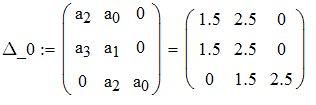 Δ_0 := ( a₂ a₀ 0 ) = ( 1.5 2.5 0 )
( a₃ a₁ 0 ) ( 1.5 2.5 0 )
( 0 a₂ a₀ ) ( 0 1.5 2.5 )